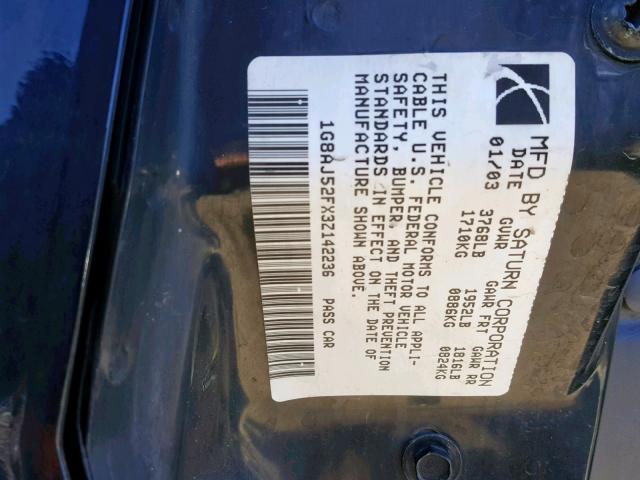 MFD BY SATURN CORPORATION
DATE GVWR GAWR FRT GAWR RR
01/03 3768LB 1952LB 1816LB
1710KG 0886KG 0824KG
THIS VEHICLE CONFORMS TO ALL APPLI-
CABLE U.S. FEDERAL MOTOR VEHICLE
SAFETY, BUMPER, AND THEFT PREVENTION
STANDARDS IN EFFECT ON THE DATE OF
MANUFACTURE SHOWN ABOVE.
1G8AJ52FX3Z142236 PASS CAR